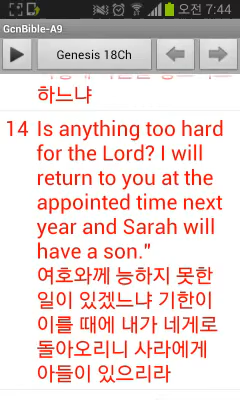 오전 7:44
GcnBible-A9
Genesis 18Ch
하느냐
14 Is anything too hard
for the Lord? I will
return to you at the
appointed time next
year and Sarah will
have a son."
여호와께 능하지 못한
일이 있겠느냐 기한이
이를 때에 내가 네게로
돌아오리니 사라에게
아들이 있으리라